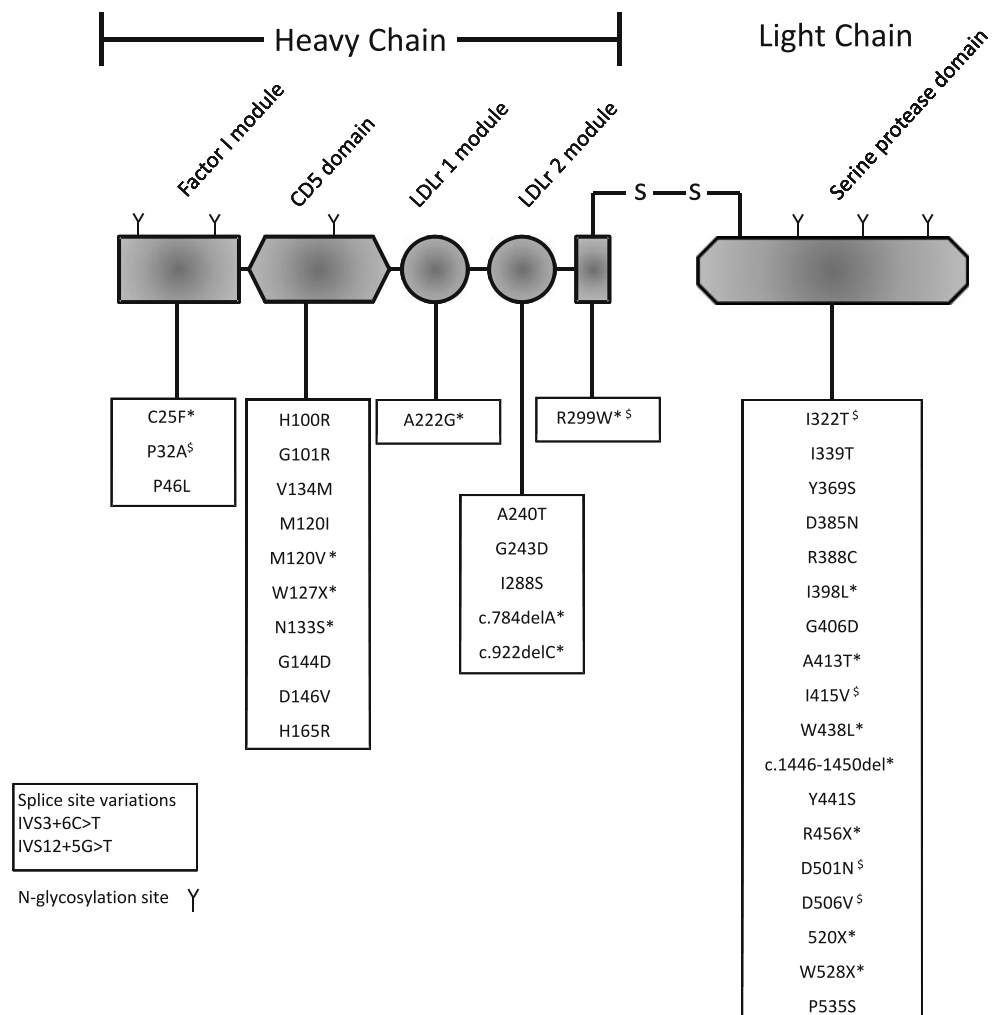 Heavy Chain
Light Chain
Factor I module
CD5 domain
LDLr 1 module
LDLr 2 module
Serine protease domain
S
S
Y
Y
Y
Y
Y
Y
C25F*
P32A$
P46L
H100R
G101R
V134M
M120I
M120V*
W127X*
N133S*
G144D
D146V
H165R
A222G*
A240T
G243D
I288S
c.784delA*
c.922delC*
R299W*$
I322T$
I339T
Y369S
D385N
R388C
I398L*
G406D
A413T*
I415V$
W438L*
c.1446-1450del*
Y441S
R456X*
D501N$
D506V$
520X*
W528X*
P535S
Splice site variations
IVS3+6C>T
IVS12+5G>T
N-glycosylation site Y